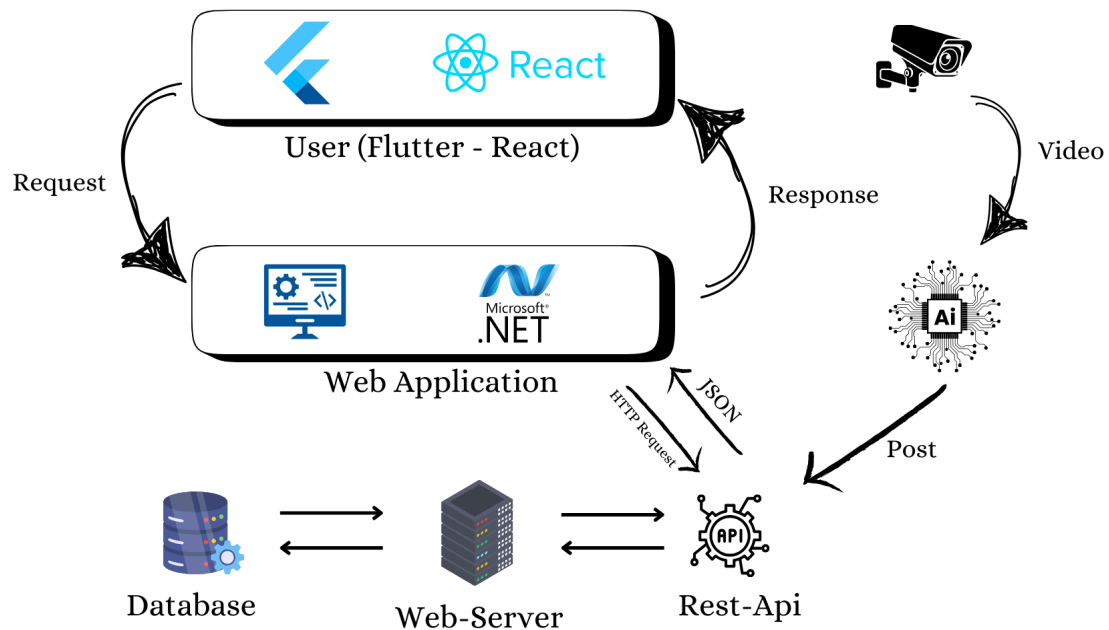 React
User (Flutter - React)
Request
Video
Response
Microsoft®
.NET
Ai
Web Application
JSON
HTTP Request
Post
API
Database
Web-Server
Rest-Api